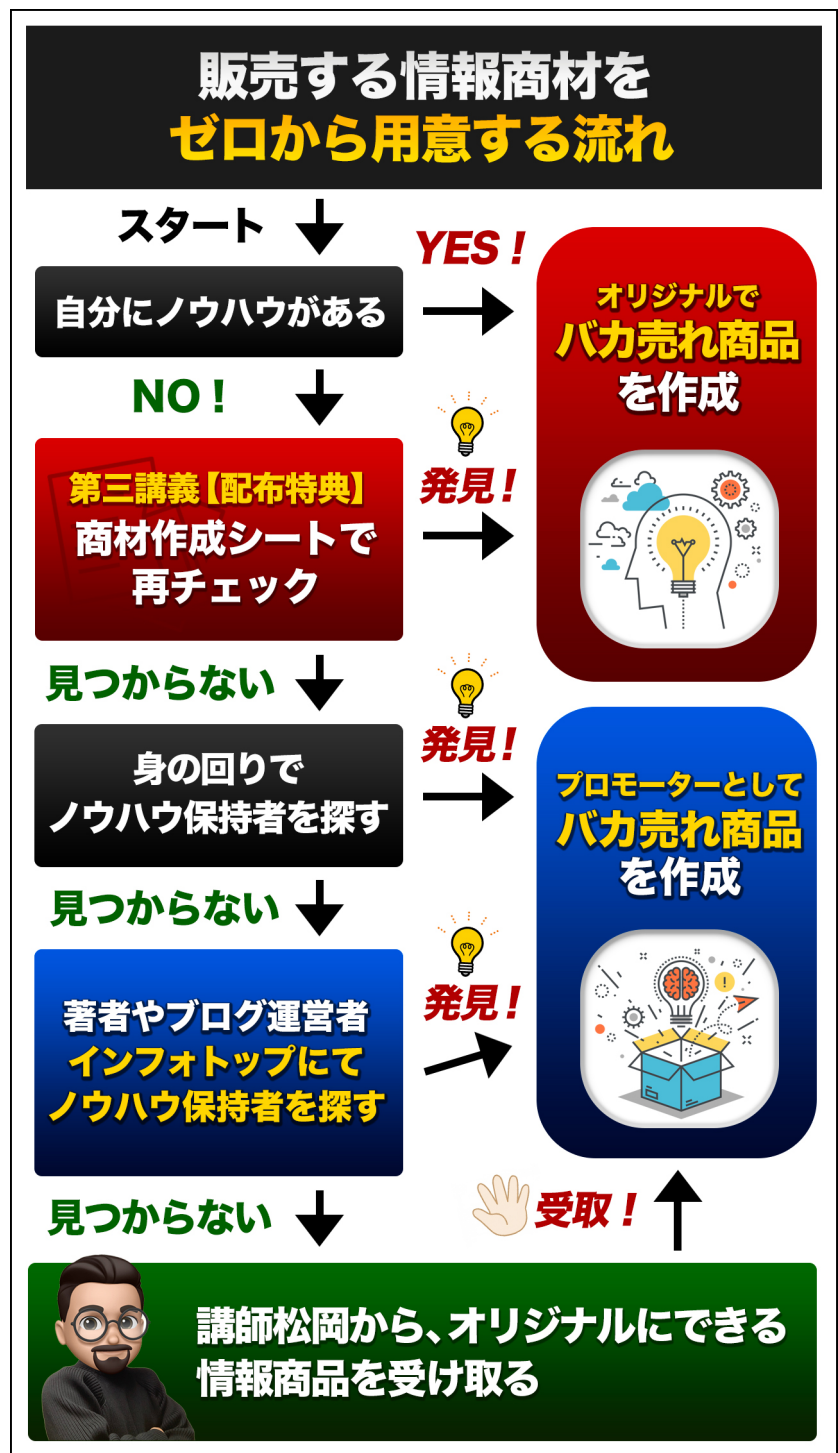 販売する情報商材を
ゼロから用意する流れ
スタート
YES!
自分にノウハウがある
オリジナルで
バカ売れ商品
を作成
NO!
発見!
第三講義【配布特典】
商材作成シートで
再チェック
見つからない
発見!
身の回りで
ノウハウ保持者を探す
プロモーターとして
バカ売れ商品
を作成
見つからない
発見!
著者やブログ運営者
インフォトップにて
ノウハウ保持者を探す
見つからない
受取!
講師松岡から、オリジナルにできる
情報商品を受け取る